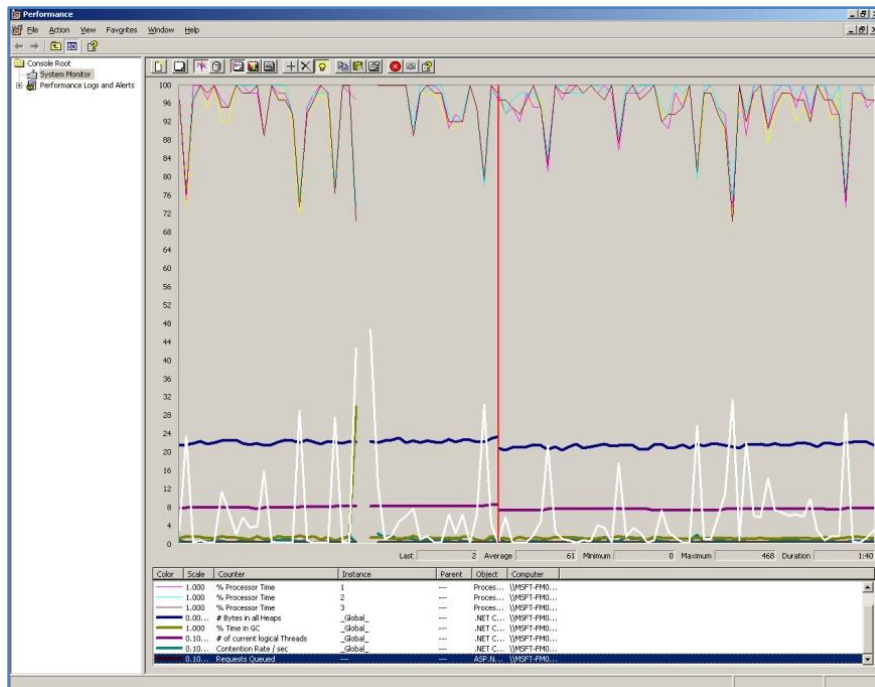 Performance
File Action View Favorites Window Help
Console Root
System Monitor
Performance Logs and Alerts
100
96
92
88
84
80
76
72
68
64
60
56
52
48
44
40
36
32
28
24
20
16
12
8
4
0
Last 2 Average 61 Minimum 0 Maximum 468 Duration 1:40
Color Scale Counter Instance Parent Object Computer
1.000 % Processor Time 1 --- Proces... \\MSFT-FM0...
1.000 % Processor Time 2 --- Proces... \\MSFT-FM0...
1.000 % Processor Time 3 --- Proces... \\MSFT-FM0...
0.00... # Bytes in all Heaps _Global_ --- .NET C... \\MSFT-FM0...
1.000 % Time in GC _Global_ --- .NET C... \\MSFT-FM0...
0.10... # of current logical Threads _Global_ --- .NET C... \\MSFT-FM0...
0.10... Contention Rate / sec _Global_ --- .NET C... \\MSFT-FM0...
0.10... Requests Queued --- --- ASP.N... \\MSFT-FM0...